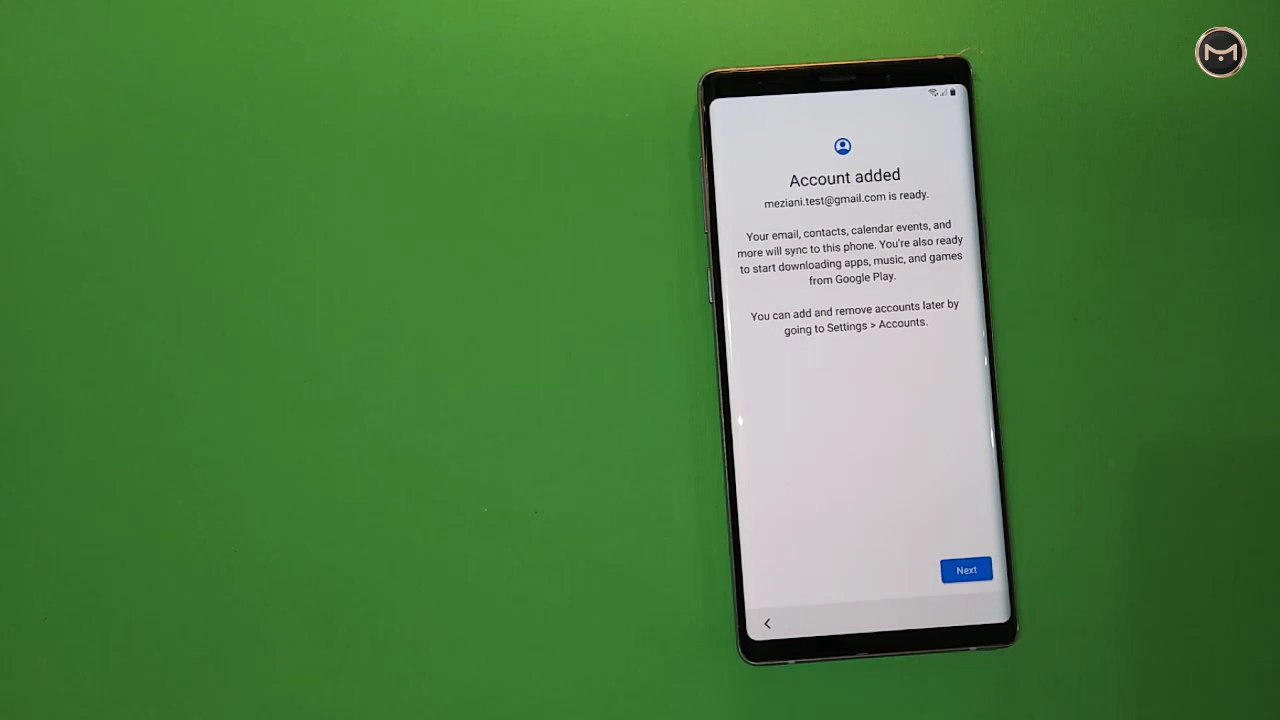 Account added
meziani.test@gmail.com is ready.
Your email, contacts, calendar events, and
more will sync to this phone. You're also ready
to start downloading apps, music, and games
from Google Play.
You can add and remove accounts later by
going to Settings > Accounts.
Next